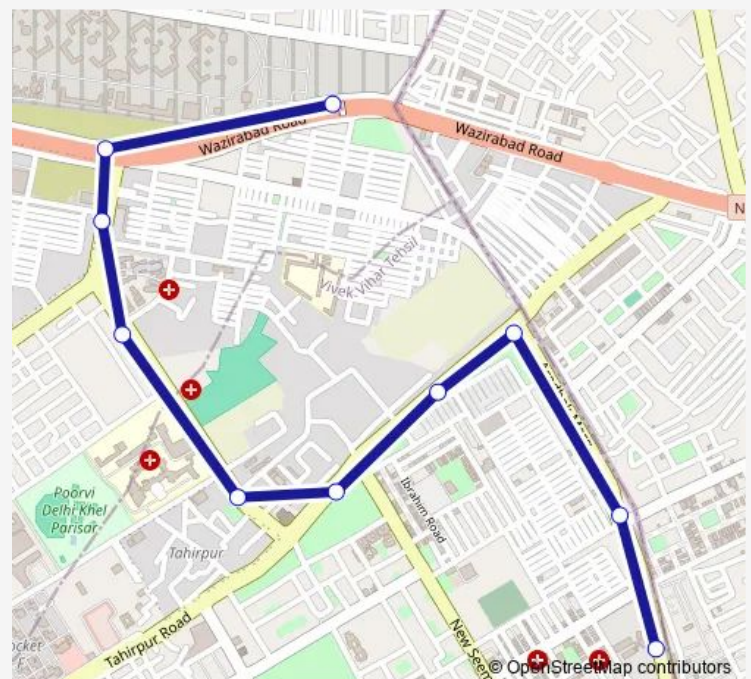 Wazirabad Road
Wazirabad Road
N
Vivek Vihar Tehsil
Ibrahim Road
Poorvi
Delhi Khel
Parisar
Tahirpur
Tahirpur Road
New Seem
© OpenStreetMap contributors